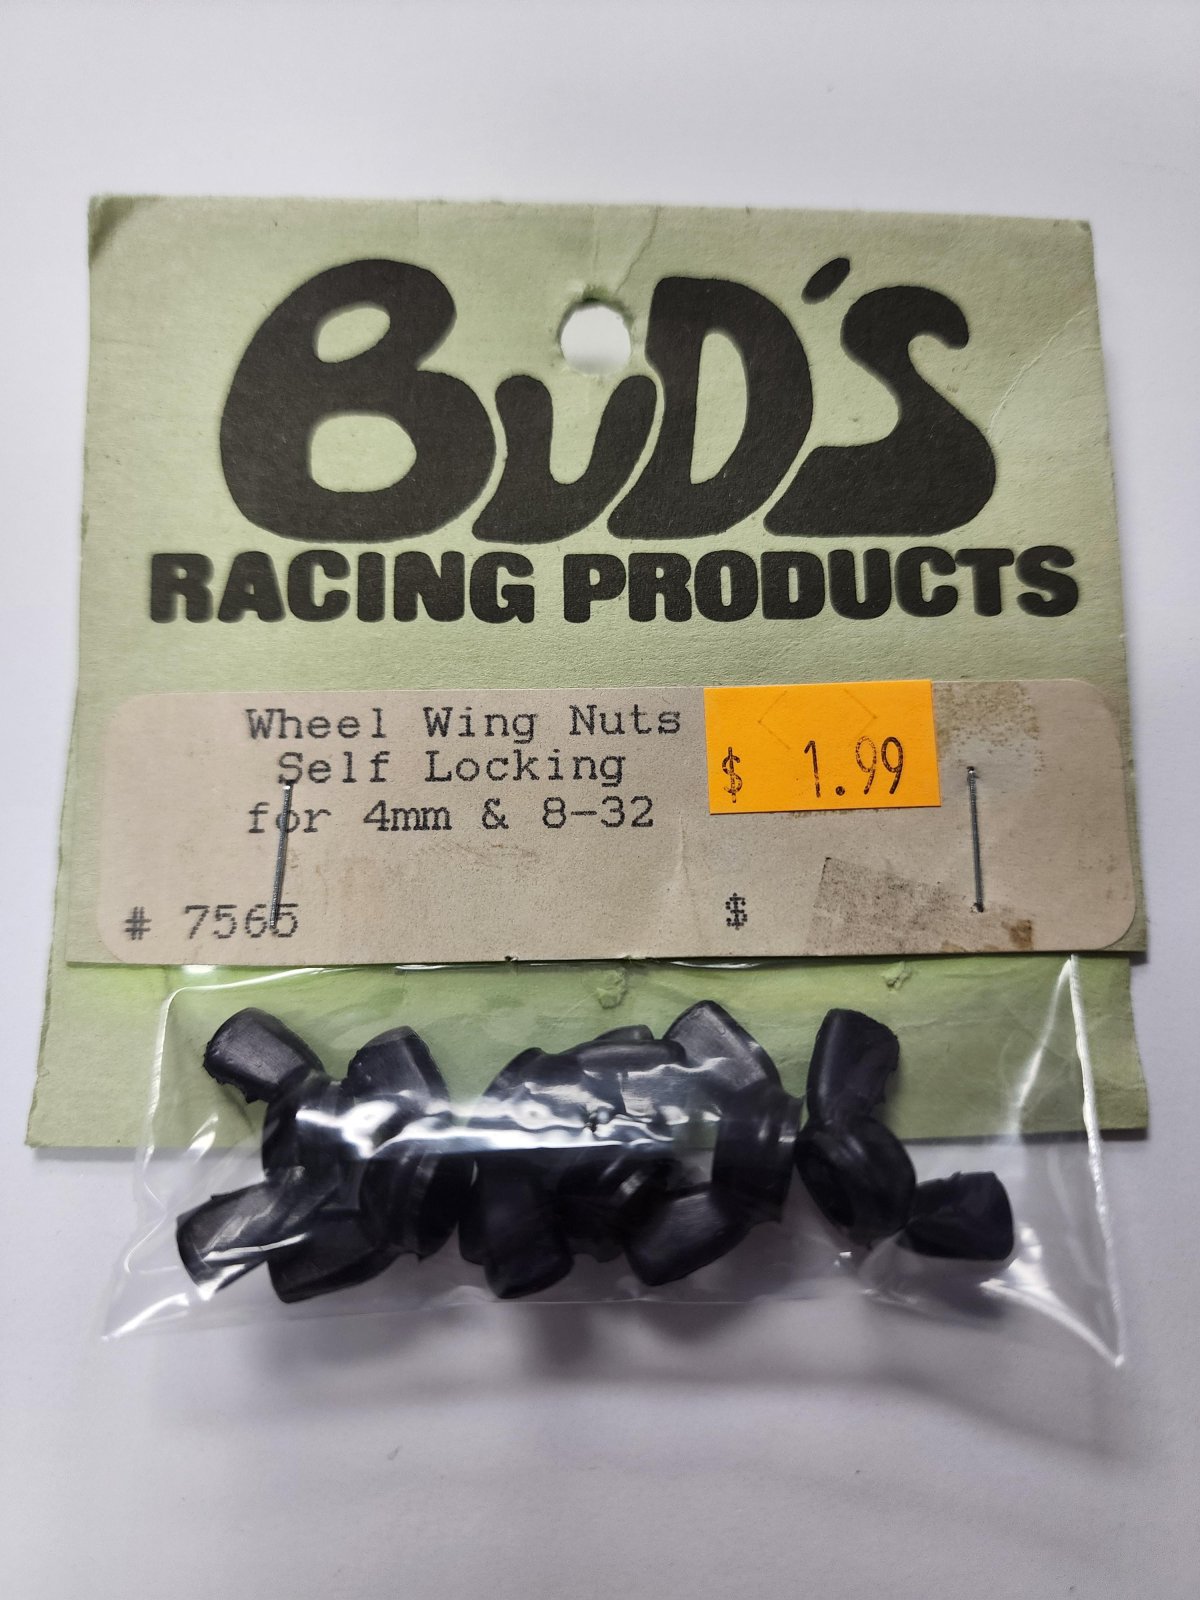 BuD'S
RACING PRODUCTS
Wheel Wing Nuts
Self Locking
for 4mm & 8-32
$ 1.99
# 7565
$